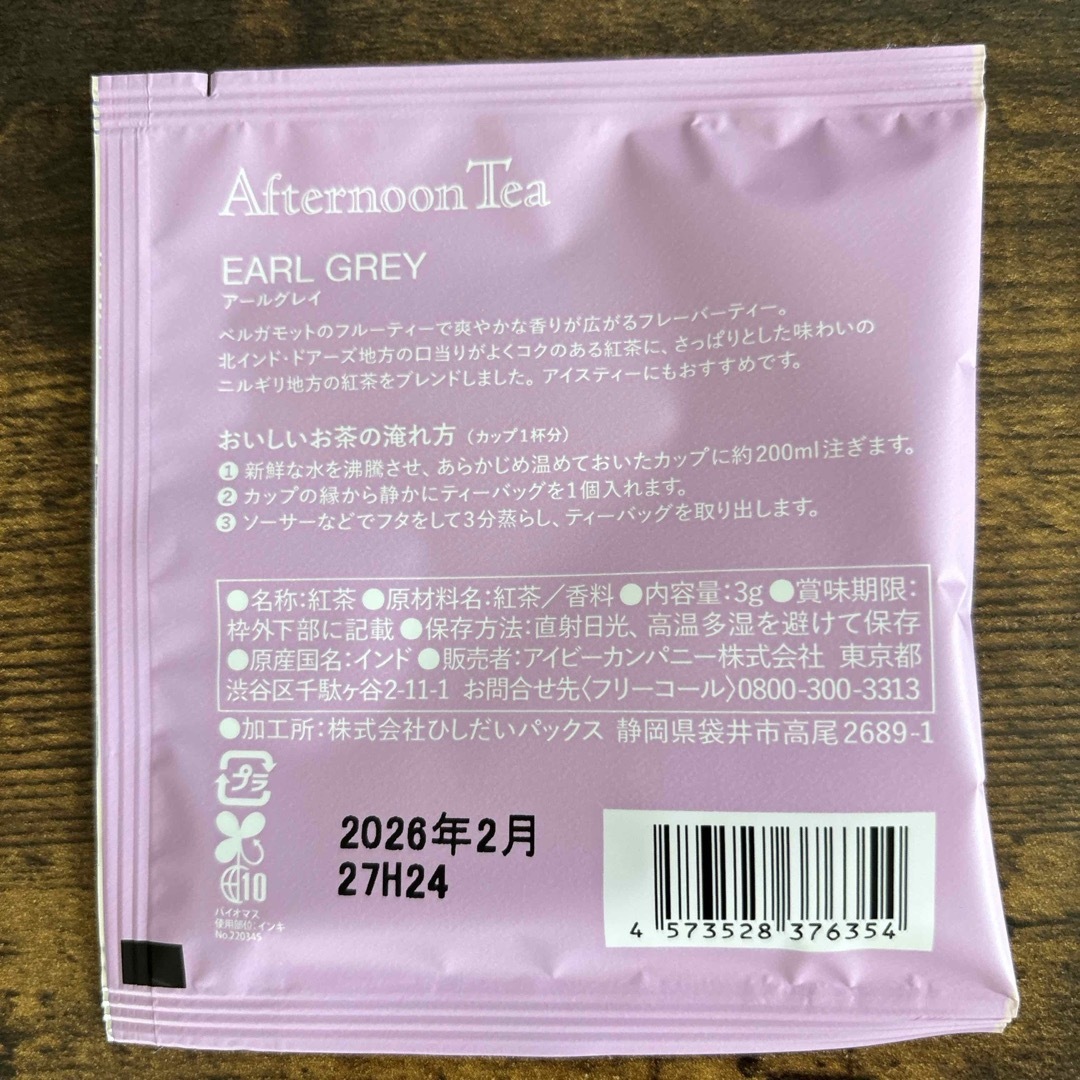 Afternoon Tea
EARL GREY
アールグレイ
ベルガモットのフルーティーで爽やかな香りが広がるフレーバーティー。
北インド・ドアーズ地方の口当りがよくコクのある紅茶に、さっぱりとした味わいの
ニルギリ地方の紅茶をブレンドしました。アイスティーにもおすすめです。
おいしいお茶の淹れ方（カップ1杯分）
❶ 新鮮な水を沸騰させ、あらかじめ温めておいたカップに約200ml注ぎます。
❷ カップの縁から静かにティーバッグを1個入れます。
❸ ソーサーなどでフタをして3分蒸らし、ティーバッグを取り出します。
●名称:紅茶 ●原材料名:紅茶／香料 ●内容量:3g ●賞味期限:
枠外下部に記載 ●保存方法:直射日光、高温多湿を避けて保存
●原産国名:インド ●販売者:アイビーカンパニー株式会社 東京都
渋谷区千駄ヶ谷2-11-1 お問合せ先〈フリーコール〉0800-300-3313
●加工所:株式会社ひしだいパックス 静岡県袋井市高尾2689-1
プラ
10
バイオマス
使用部位:インキ
No.220345
2026年2月
27H24
4 573528 376354